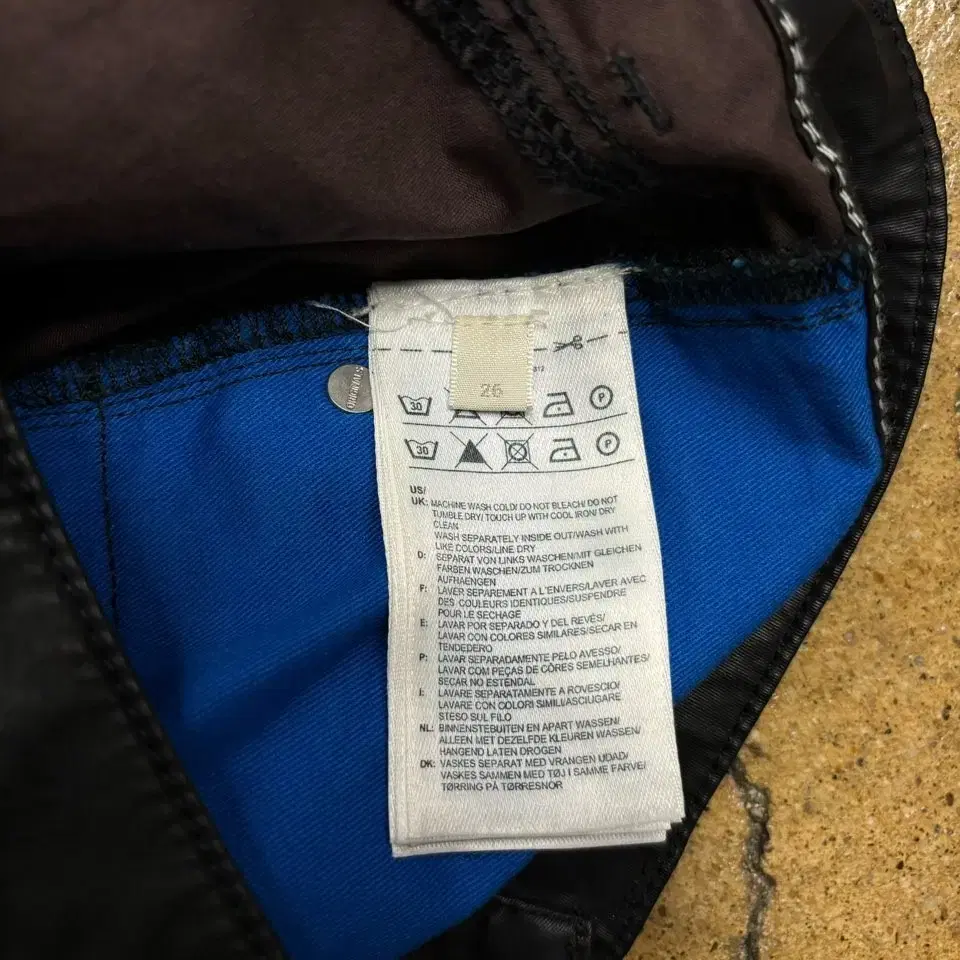 312
26
30
P
30
P
US/
UK: MACHINE WASH COLD/ DO NOT BLEACH/ DO NOT
TUMBLE DRY/ TOUCH UP WITH COOL IRON/ DRY
CLEAN
WASH SEPARATELY INSIDE OUT/WASH WITH
LIKE COLORS/LINE DRY
D: SEPARAT VON LINKS WASCHEN/MIT GLEICHEN
FARBEN WASCHEN/ZUM TROCKNEN
AUFHAENGEN
F: LAVER SEPAREMENT A L'ENVERS/LAVER AVEC
DES COULEURS IDENTIQUES/SUSPENDRE
POUR LE SECHAGE
E: LAVAR POR SEPARADO Y DEL REVÉS/
LAVAR CON COLORES SIMILARES/SECAR EN
TENDEDERO
P: LAVAR SEPARADAMENTE PELO AVESSO/
LAVAR COM PEÇAS DE CÔRES SEMELHANTES/
SECAR NO ESTENDAL
I: LAVARE SEPARATAMENTE A ROVESCIO/
LAVARE CON COLORI SIMILI/ASCIUGARE
STESO SUL FILO
NL: BINNENSTEBUITEN EN APART WASSEN/
ALLEEN MET DEZELFDE KLEUREN WASSEN/
HANGEND LATEN DROGEN
DK: VASKES SEPARAT MED VRANGEN UDAD/
VASKES SAMMEN MED TØJ I SAMME FARVE/
TØRRING PÅ TØRRESNOR